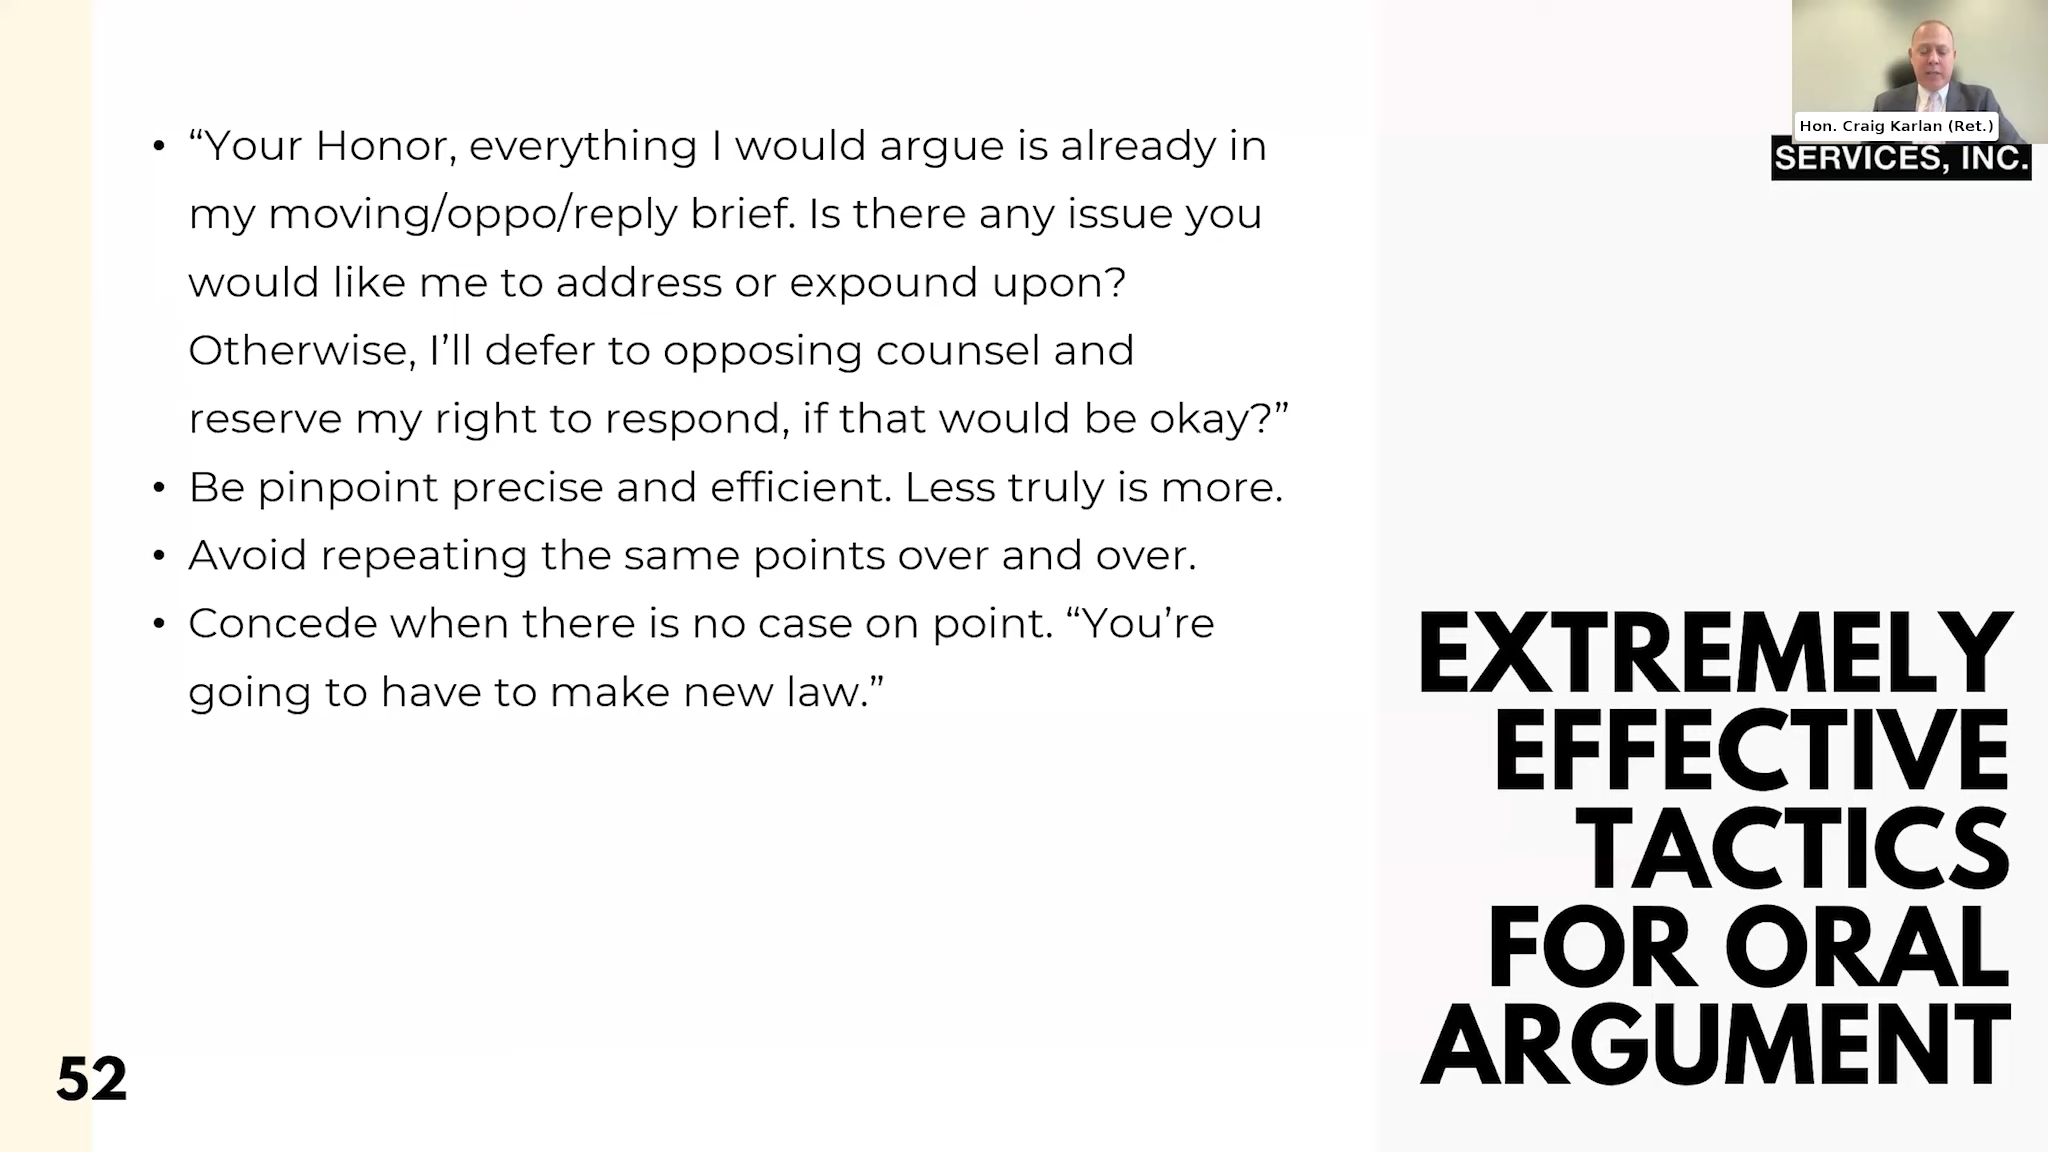 • “Your Honor, everything I would argue is already in
my moving/oppo/reply brief. Is there any issue you
would like me to address or expound upon?
Otherwise, I’ll defer to opposing counsel and
reserve my right to respond, if that would be okay?”
• Be pinpoint precise and efficient. Less truly is more.
• Avoid repeating the same points over and over.
• Concede when there is no case on point. “You’re
going to have to make new law.”
Hon. Craig Karlan (Ret.)
SERVICES, INC.
EXTREMELY
EFFECTIVE
TACTICS
FOR ORAL
ARGUMENT
52